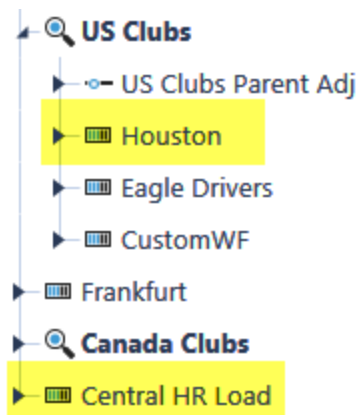 US Clubs
US Clubs Parent Adj
Houston
Eagle Drivers
CustomWF
Frankfurt
Canada Clubs
Central HR Load